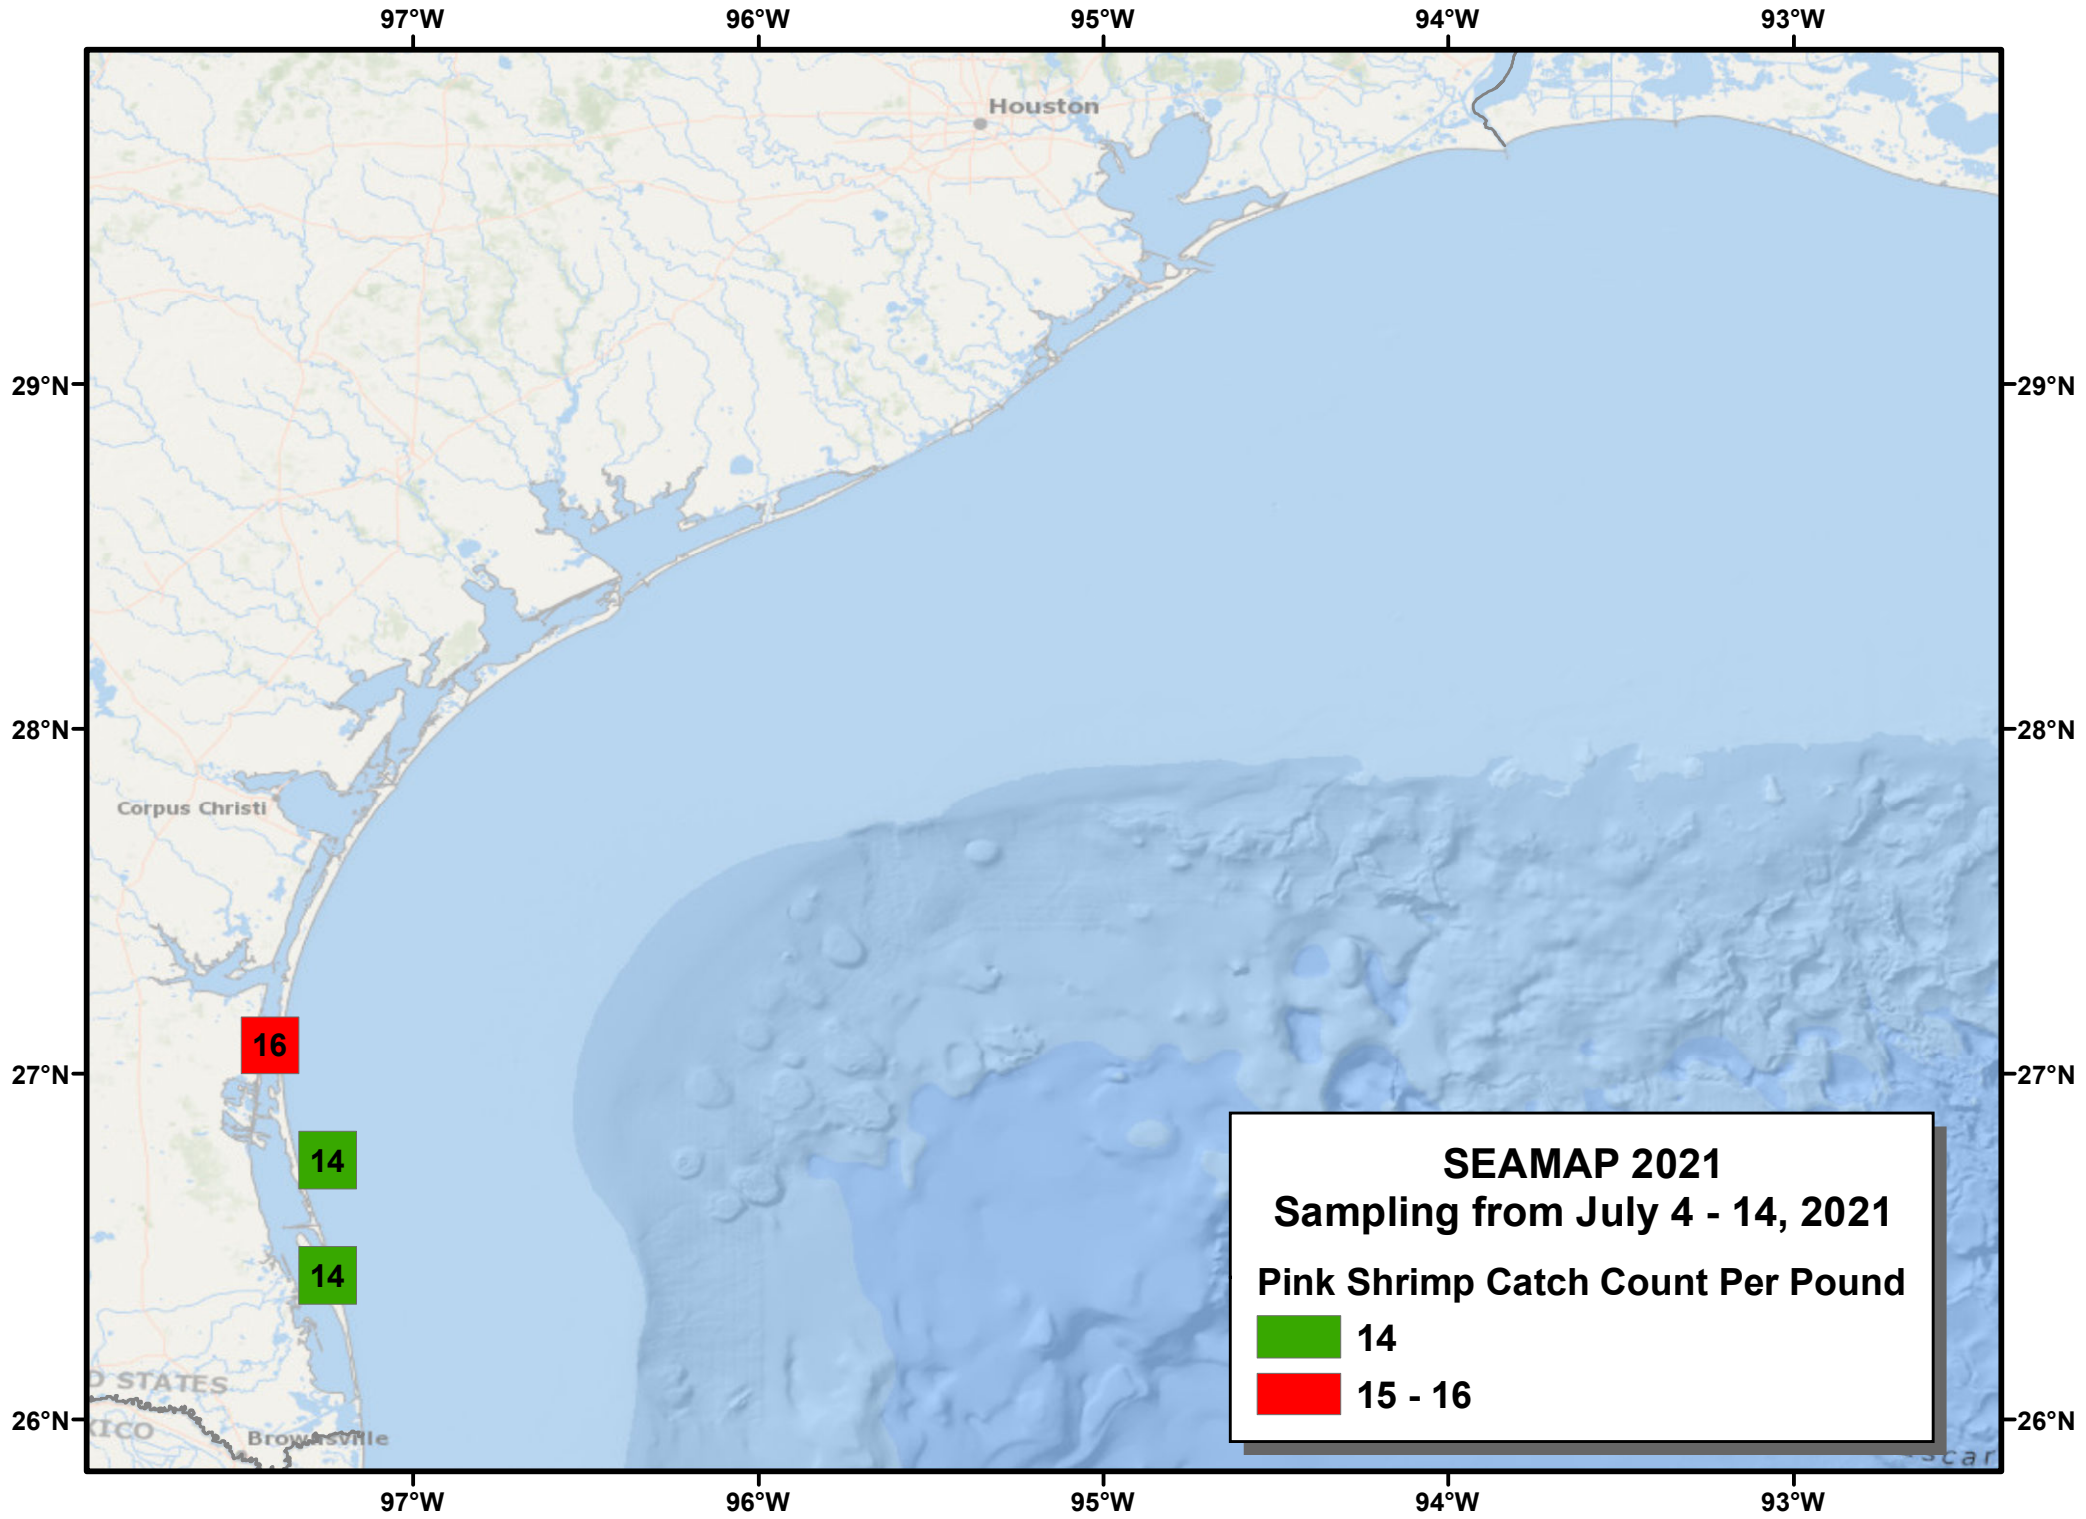 97°W 96°W 95°W 94°W 93°W
Houston
29°N 29°N
28°N 28°N
Corpus Christi
16
27°N 27°N
14
SEAMAP 2021
Sampling from July 4 - 14, 2021
14
Pink Shrimp Catch Count Per Pound
14
15 - 16
D STATES
26°N 26°N
XICO
Brownsville
scar
97°W 96°W 95°W 94°W 93°W